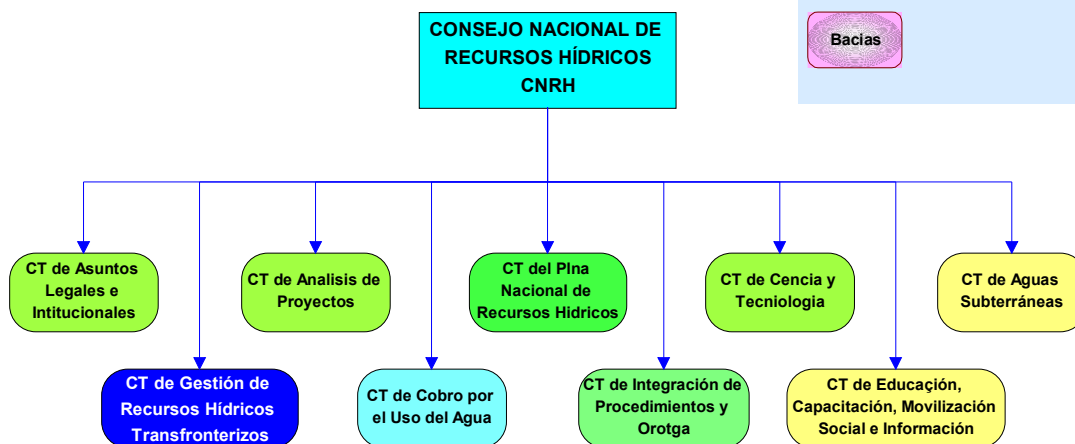 CONSEJO NACIONAL DE
RECURSOS HÍDRICOS
CNRH
Bacias
CT de Asuntos
Legales e
Intitucionales
CT de Analisis de
Proyectos
CT del Plna
Nacional de
Recursos Hidricos
CT de Cencia y
Tecniologia
CT de Aguas
Subterráneas
CT de Gestión de
Recursos Hídricos
Transfronterizos
CT de Cobro por
el Uso del Agua
CT de Integración de
Procedimientos y
Orotga
CT de Educação,
Capacitación, Movilización
Social e Información